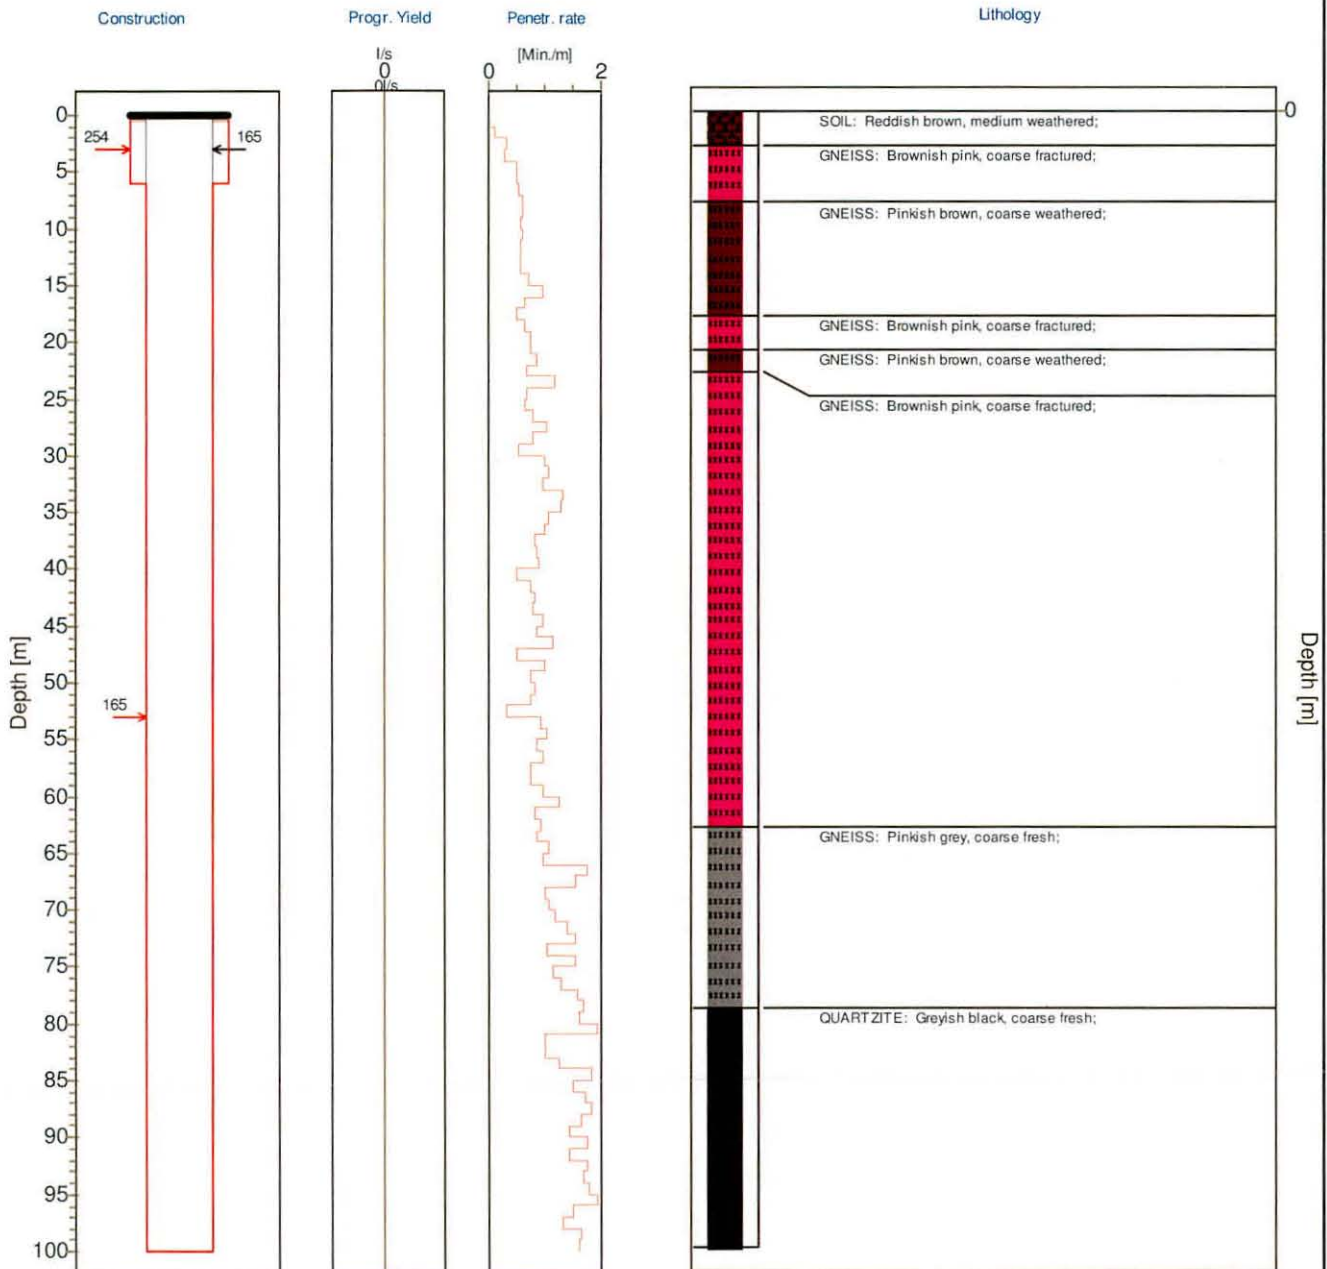 Construction
Progr. Yield
Penetr. rate
Lithology
l/s
[Min./m]
0
0
2
0l/s
0
0
254
165
SOIL: Reddish brown, medium weathered;
5
GNEISS: Brownish pink, coarse fractured;
10
GNEISS: Pinkish brown, coarse weathered;
15
20
GNEISS: Brownish pink, coarse fractured;
GNEISS: Pinkish brown, coarse weathered;
25
GNEISS: Brownish pink, coarse fractured;
30
35
40
45
50
Depth [m]
Depth [m]
165
55
60
65
GNEISS: Pinkish grey, coarse fresh;
70
75
80
QUARTZITE: Greyish black, coarse fresh;
85
90
95
100